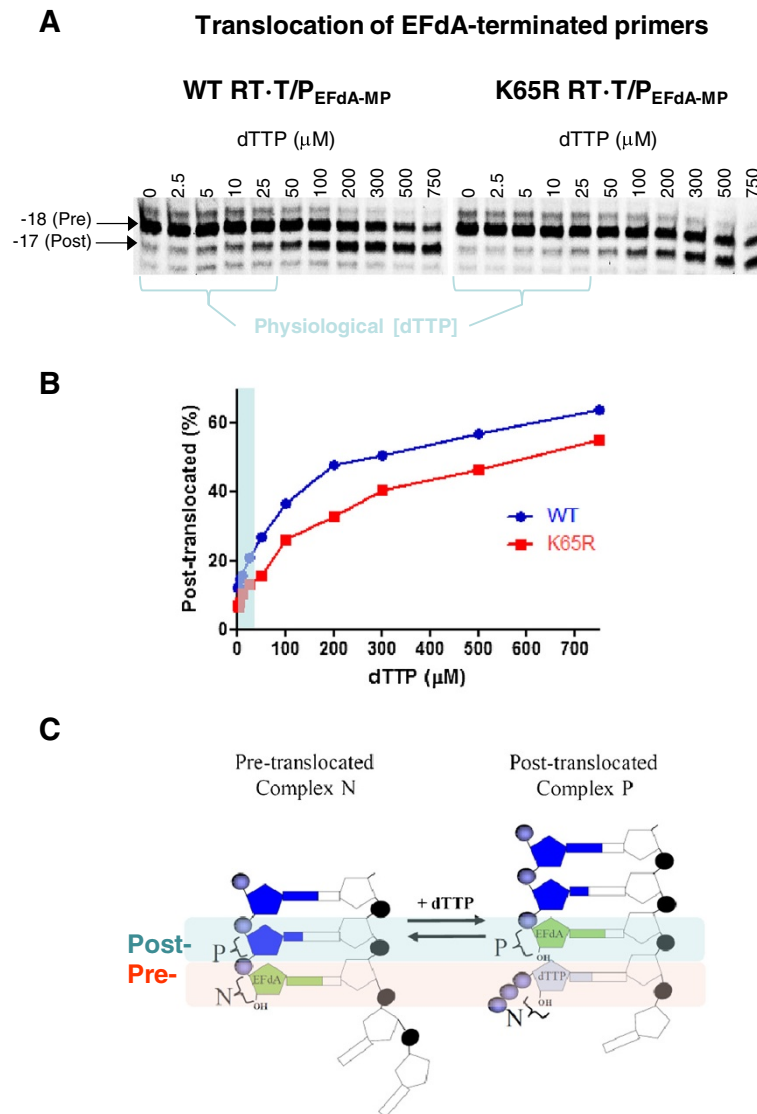 A
Translocation of EFdA-terminated primers
WT RT·T/P_EFdA-MP K65R RT·T/P_EFdA-MP
dTTP (μM) dTTP (μM)
0 2.5 5 10 25 50 100 200 300 500 750 0 2.5 5 10 25 50 100 200 300 500 750
-18 (Pre)
-17 (Post)
Physiological [dTTP]
B
Post-translocated (%)
60
40
20
0
WT
K65R
0 100 200 300 400 500 600 700
dTTP (μM)
C
Pre-translocated Post-translocated
Complex N Complex P
+ dTTP
Post-
Pre-
P
EFdA
N
OH
P
EFdA
OH
dTTP
N
OH